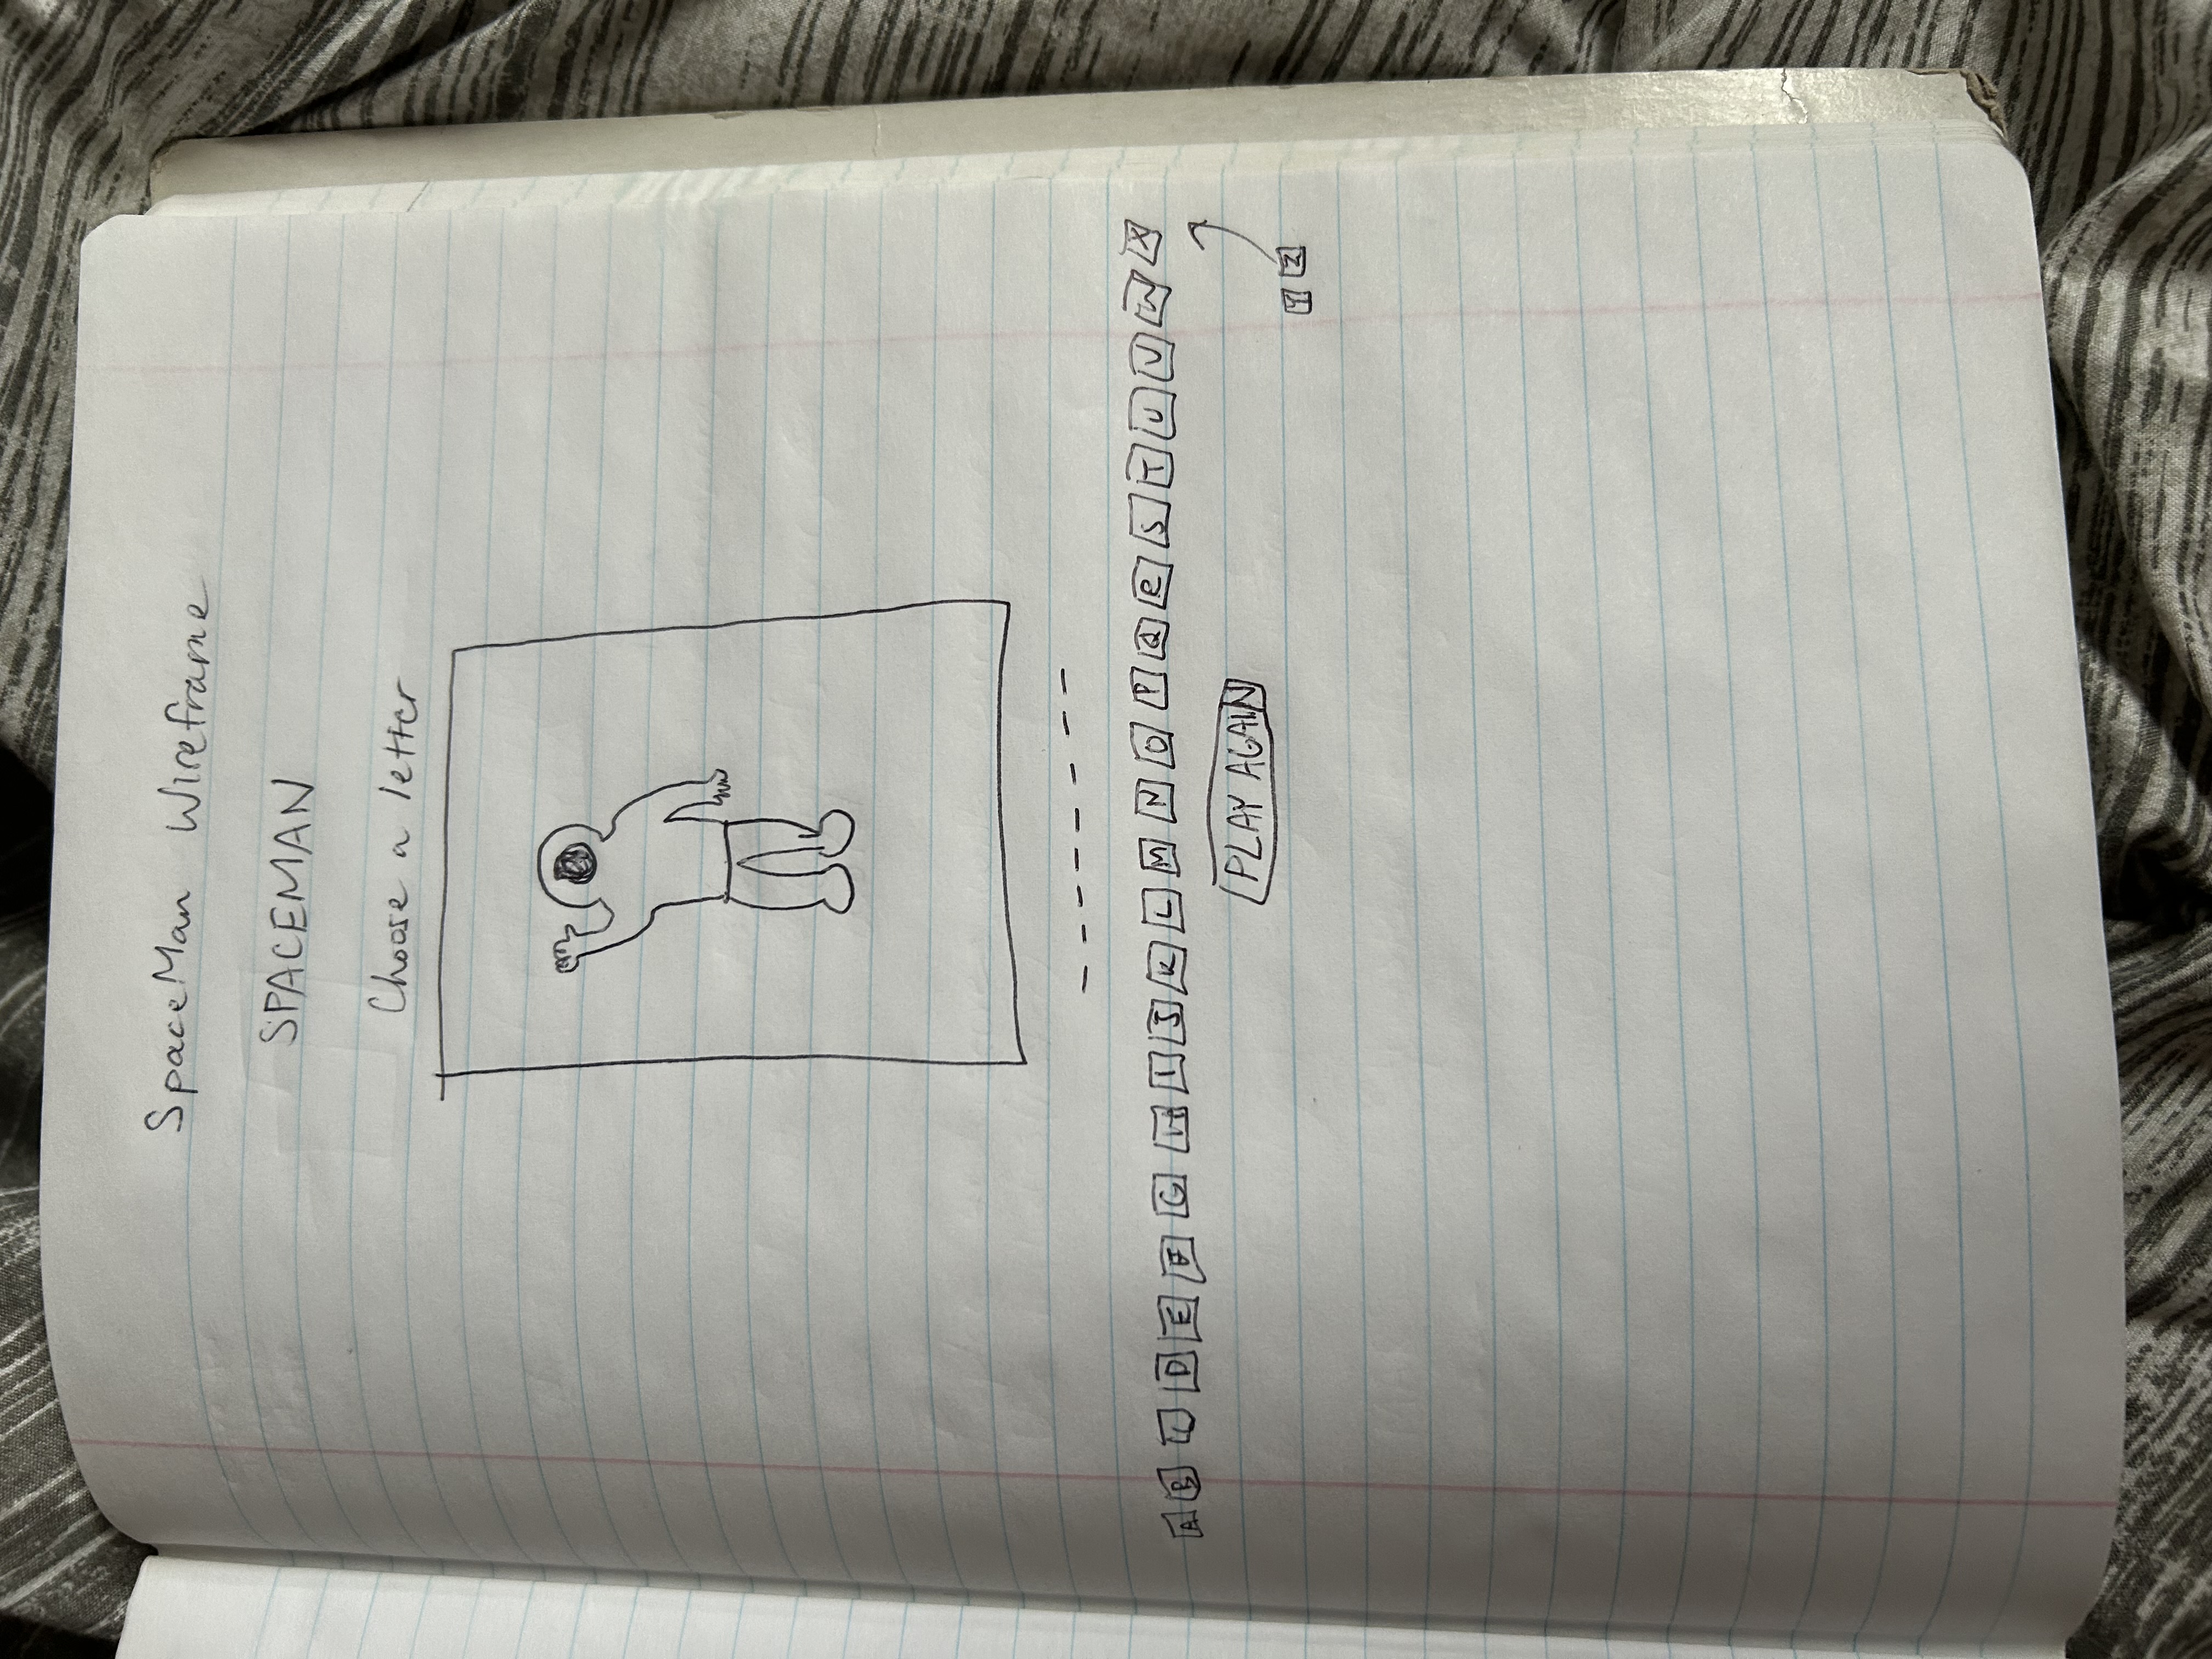 SpaceMan Wireframe
SPACEMAN
Choose a letter
A B C D E F G H I J K L M N O P Q R S T U V W X
PLAY AGAIN
Y Z